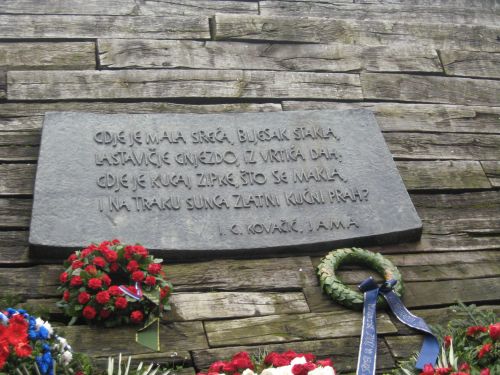 GDJE JE MALA SREĆA, BLJESAK STAKLA,
LASTAVIČJE GNIJEZDO, IZ VRTIĆA DAH;
GDJE JE KUCAJ ZIPKE, ŠTO SE MAKLA,
I NA TRAKU SUNCA ZLATNI KUĆNI PRAH?
I. G. KOVAČIĆ, JAMA